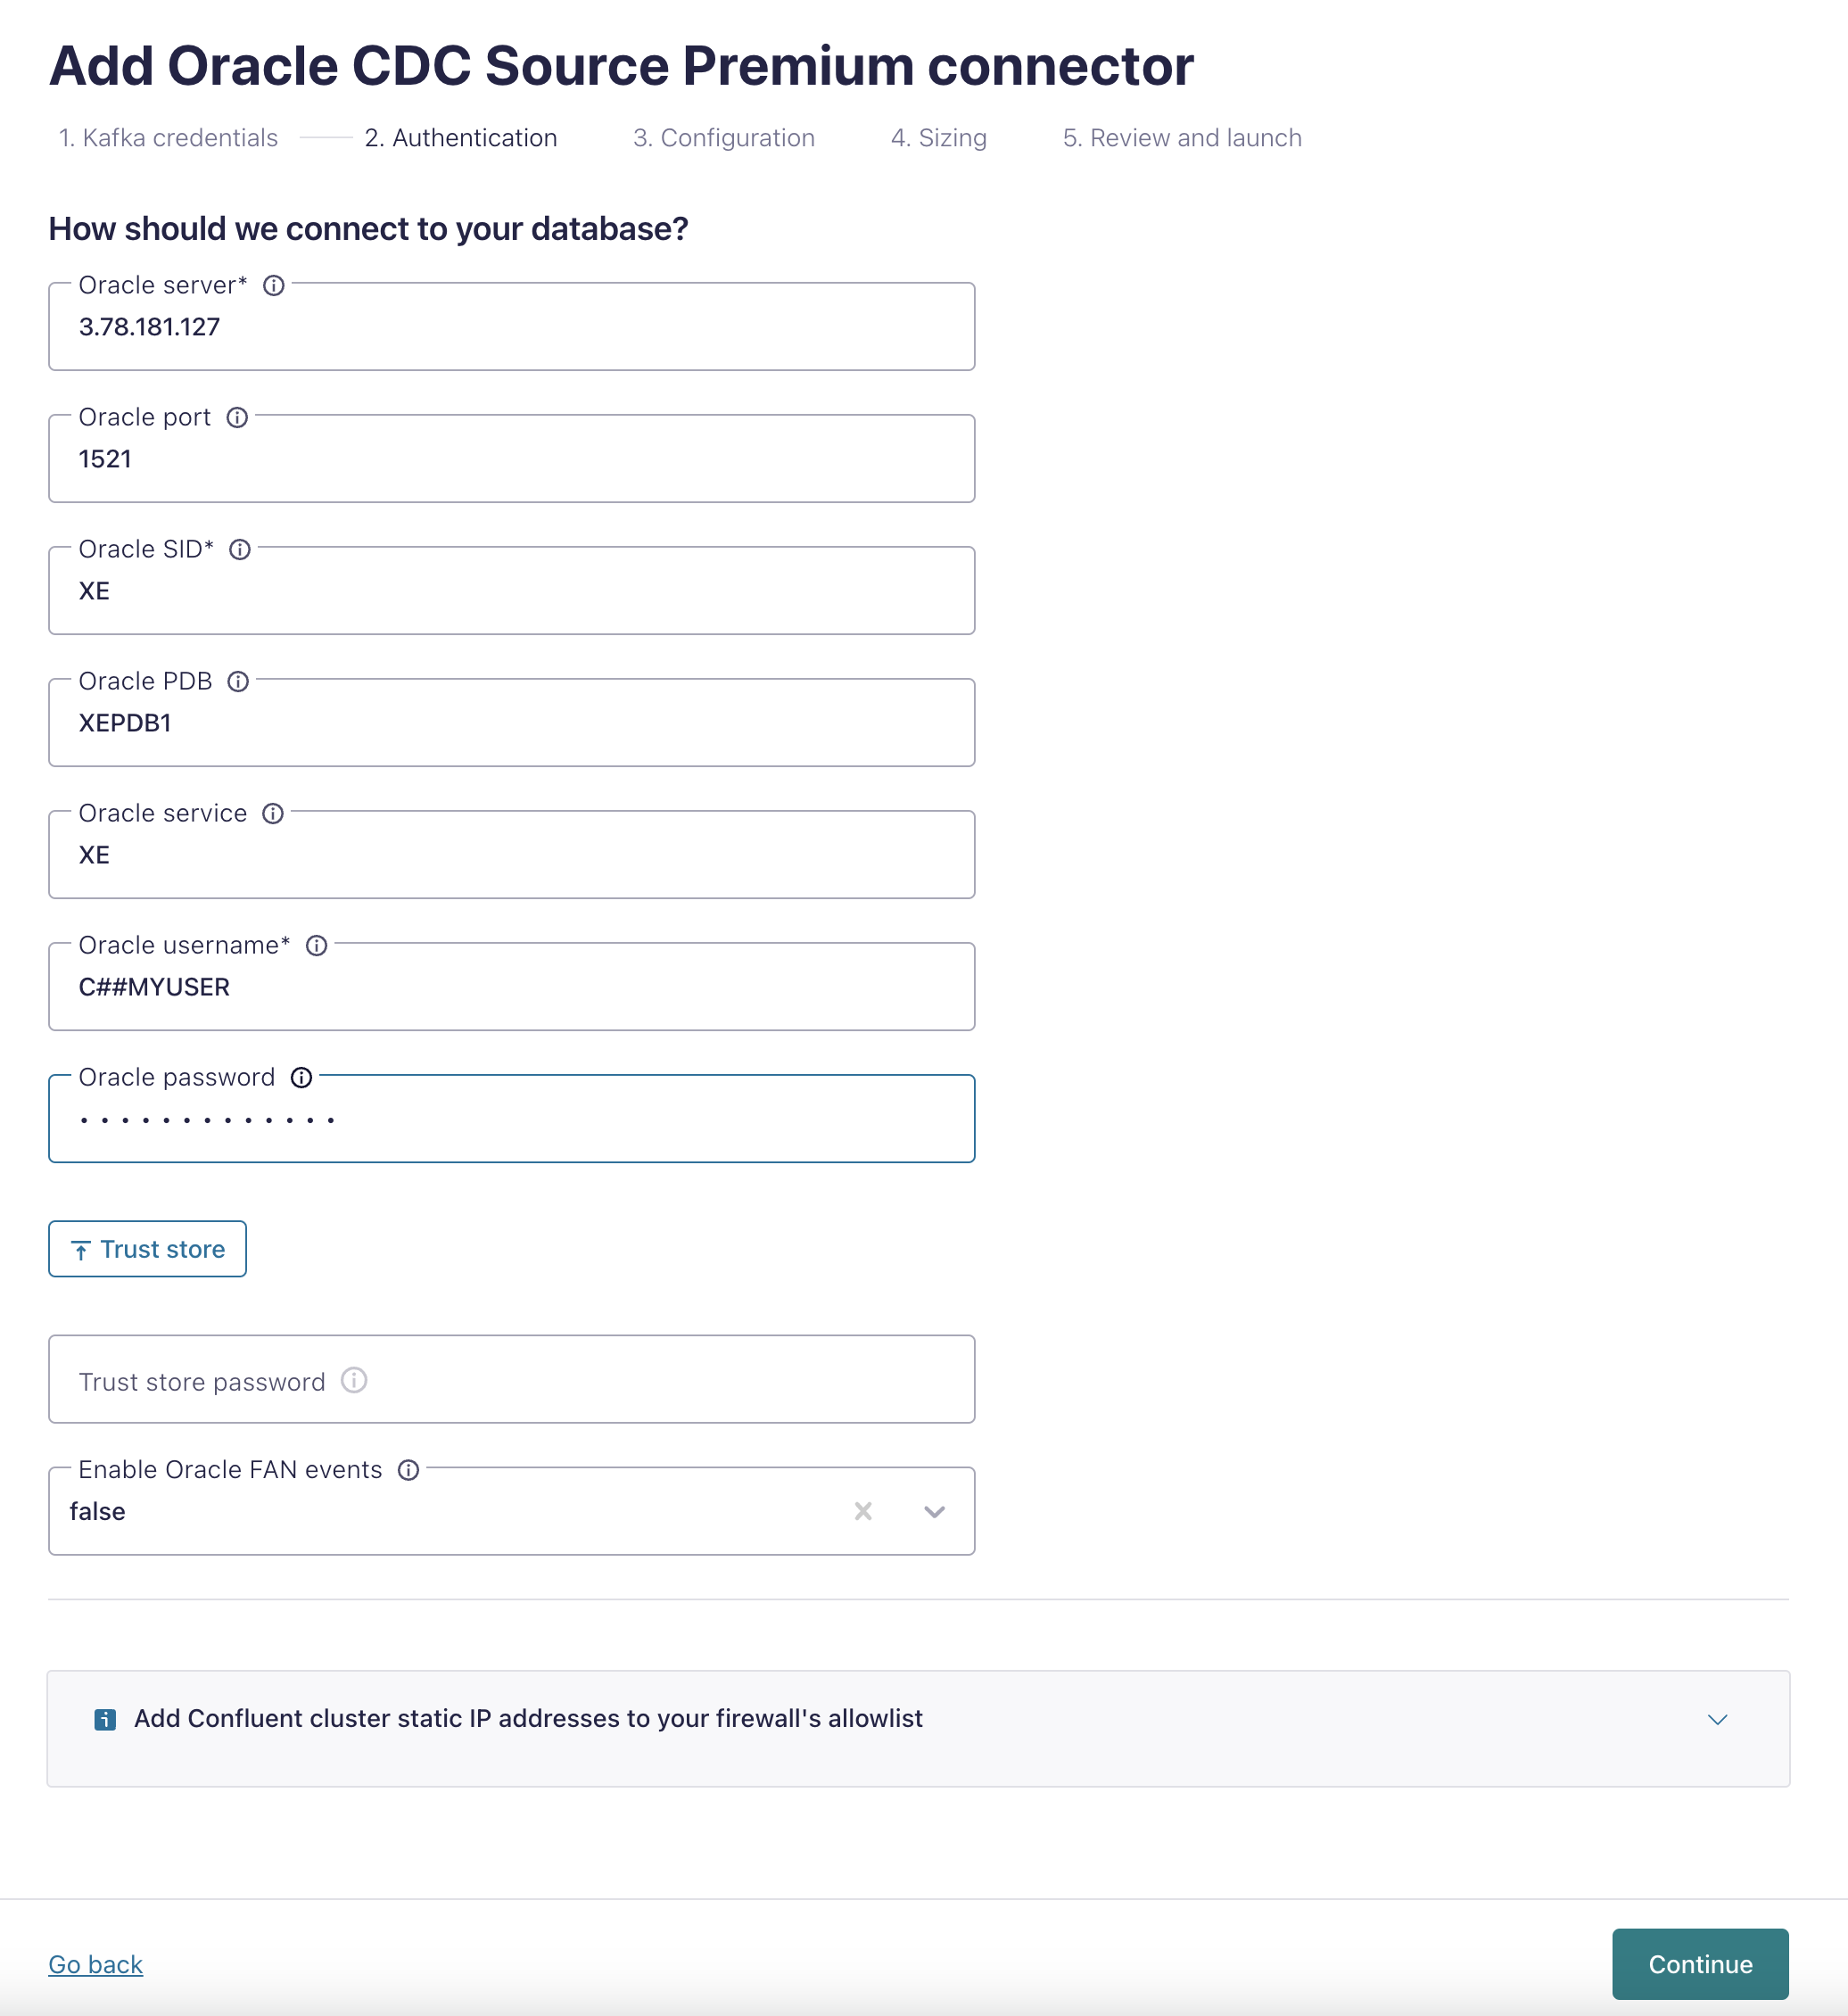 Add Oracle CDC Source Premium connector
1. Kafka credentials 2. Authentication 3. Configuration 4. Sizing 5. Review and launch
How should we connect to your database?
Oracle server*
3.78.181.127
Oracle port
1521
Oracle SID*
XE
Oracle PDB
XEPDB1
Oracle service
XE
Oracle username*
C##MYUSER
Oracle password
•••••••••••••
Trust store
Trust store password
Enable Oracle FAN events
false
Add Confluent cluster static IP addresses to your firewall's allowlist
Go back
Continue